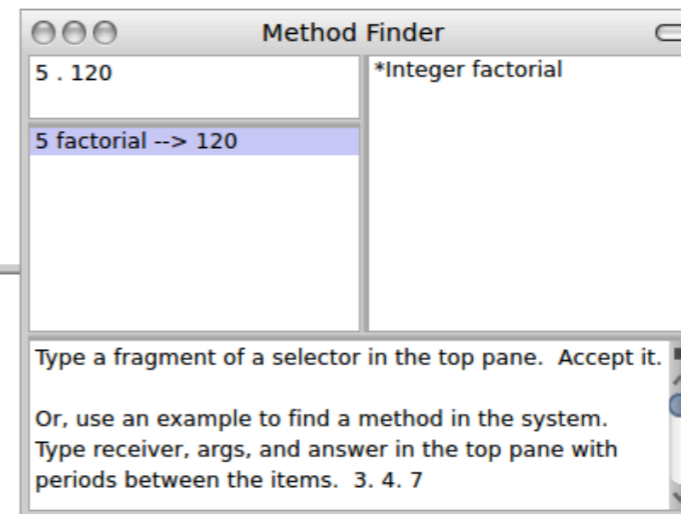 Method Finder
5 . 120
*Integer factorial
5 factorial --> 120
Type a fragment of a selector in the top pane.  Accept it.
Or, use an example to find a method in the system.
Type receiver, args, and answer in the top pane with
periods between the items.  3. 4. 7